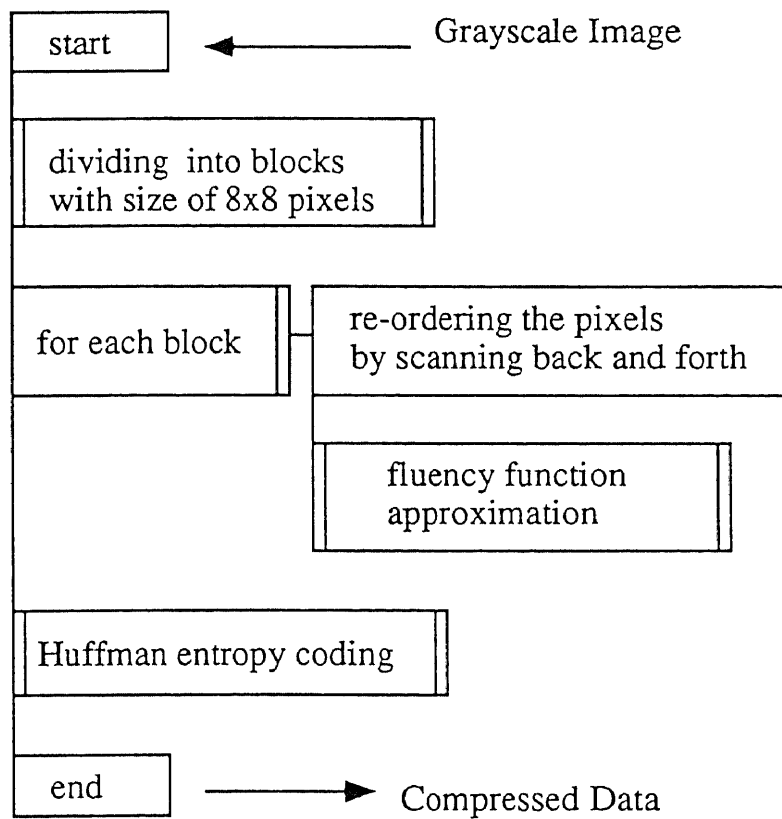 start
Grayscale Image
dividing into blocks
with size of 8x8 pixels
for each block
re-ordering the pixels
by scanning back and forth
fluency function
approximation
Huffman entropy coding
end
Compressed Data